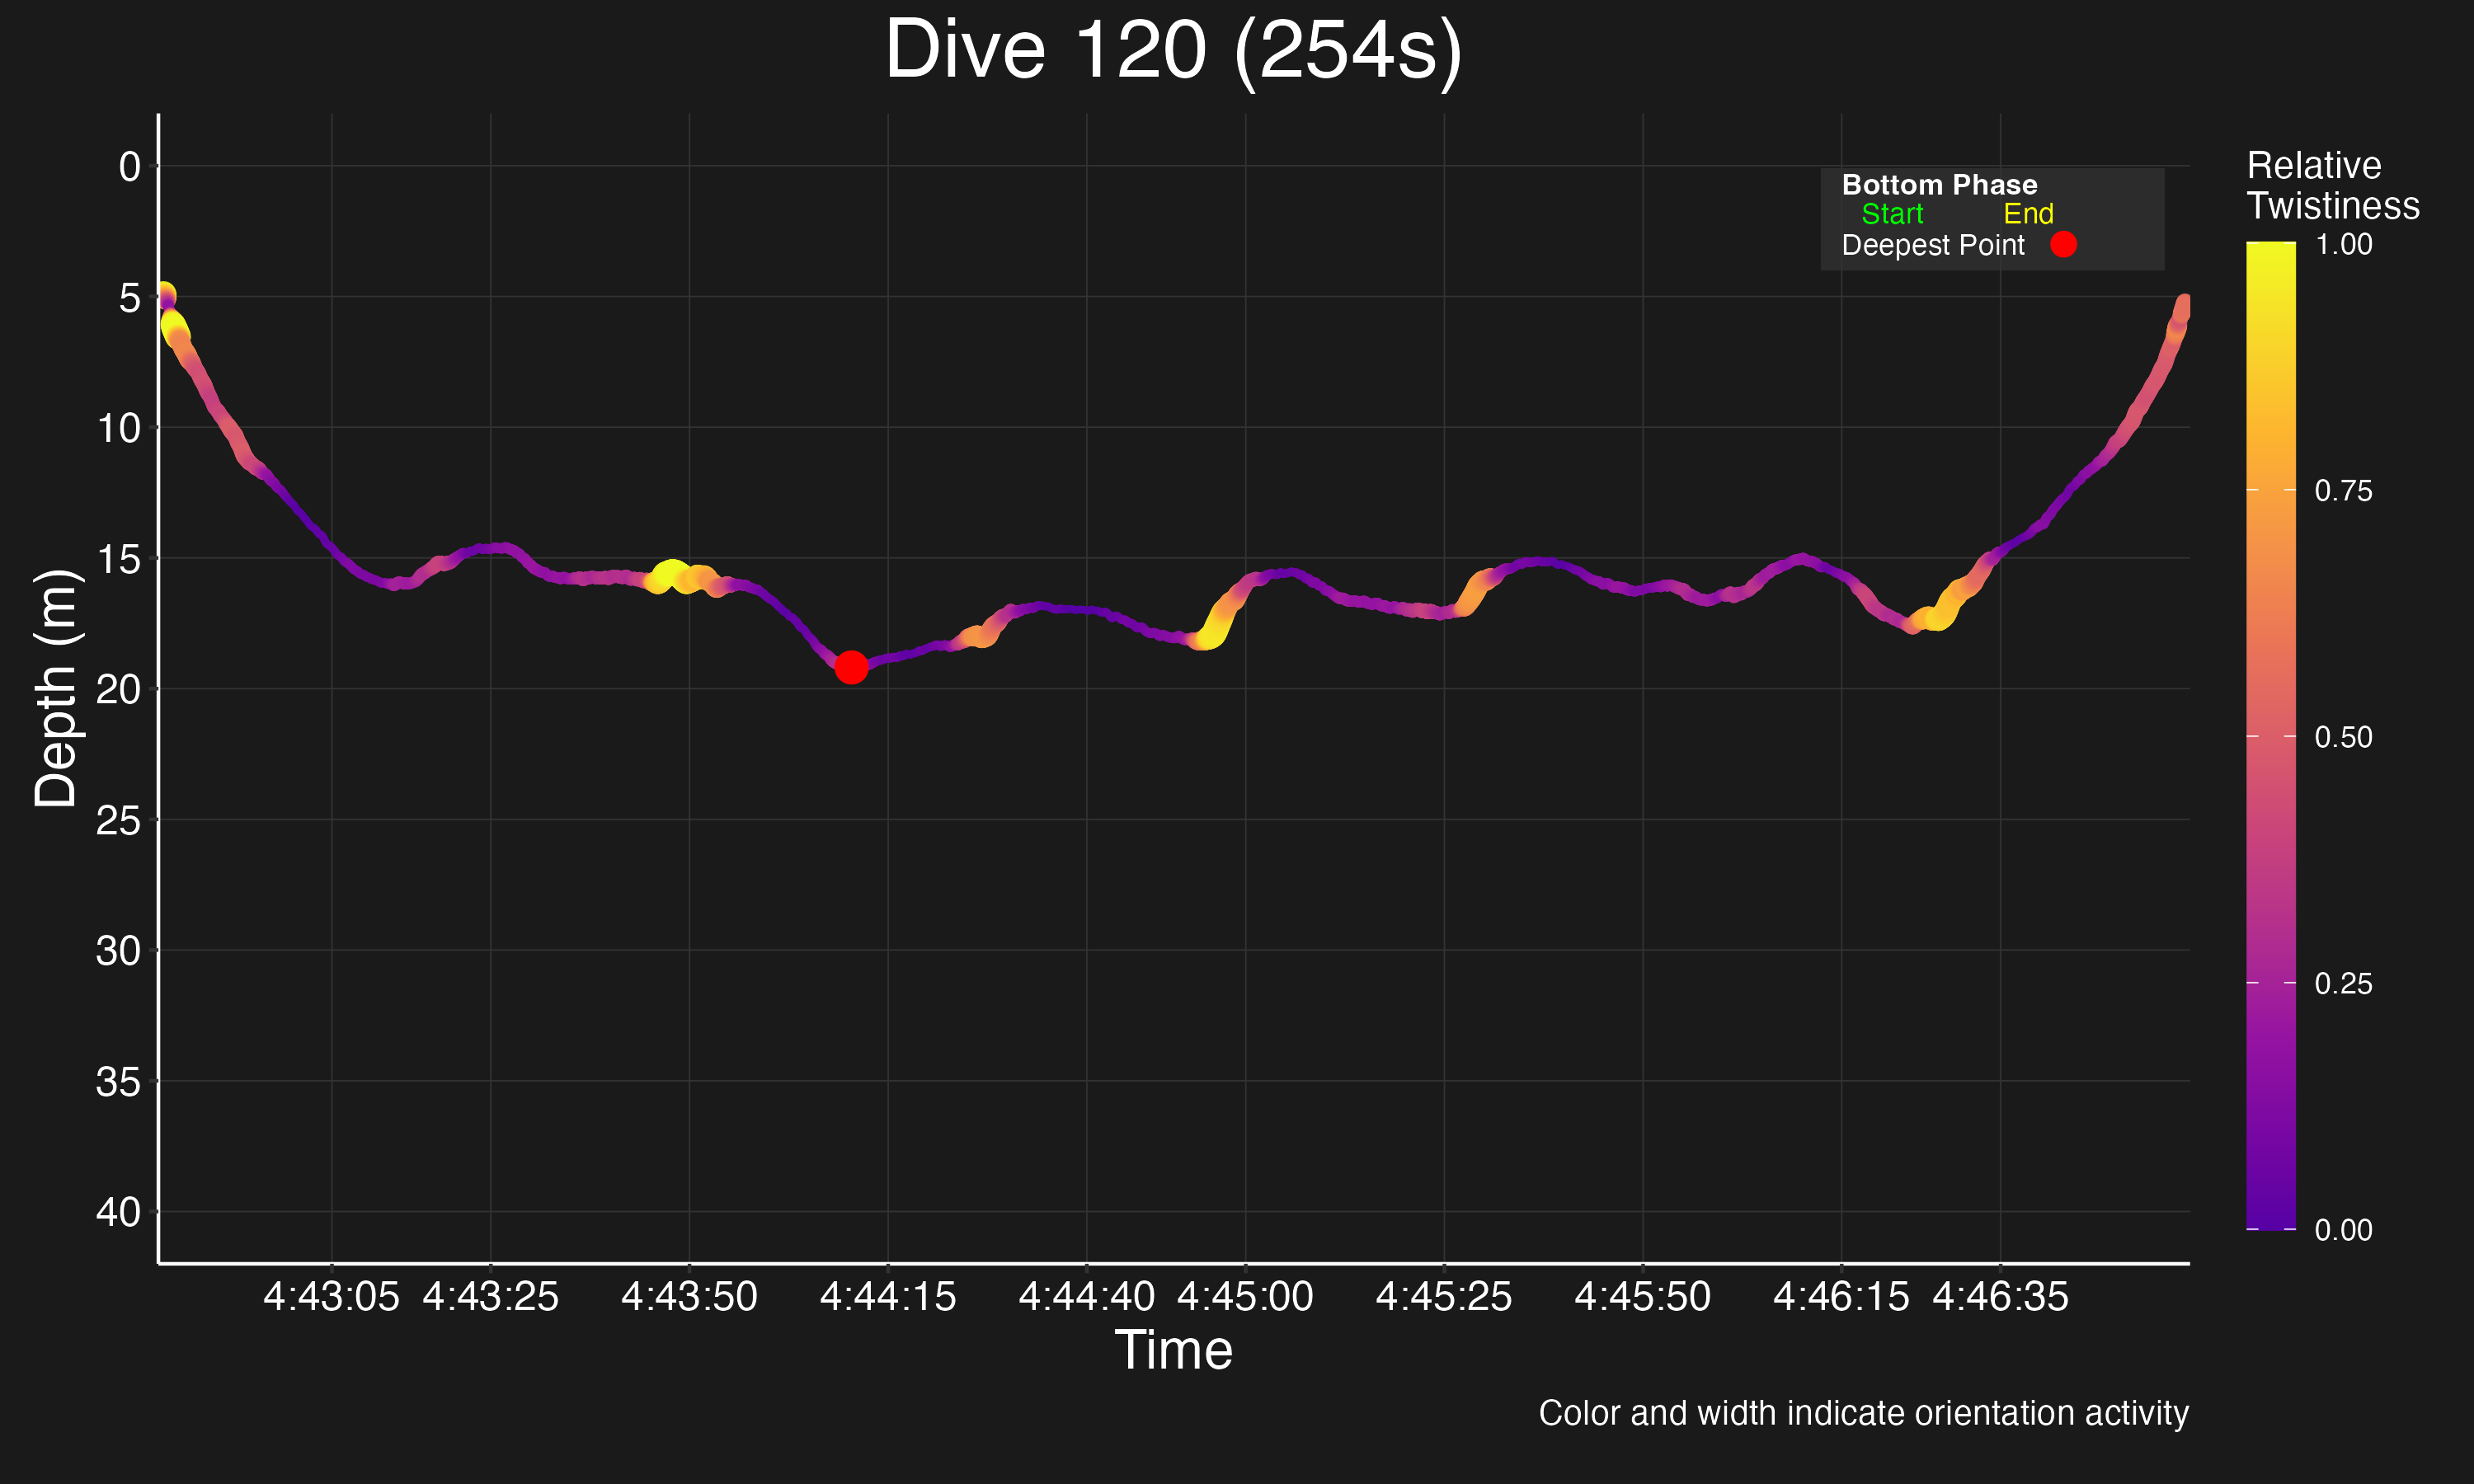 Dive 120 (254s)
Depth (m)
0
5
10
15
20
25
30
35
40
Bottom Phase
Start End
Deepest Point
Relative
Twistiness
1.00
0.75
0.50
0.25
0.00
4:43:05 4:43:25 4:43:50 4:44:15 4:44:40 4:45:00 4:45:25 4:45:50 4:46:15 4:46:35
Time
Color and width indicate orientation activity